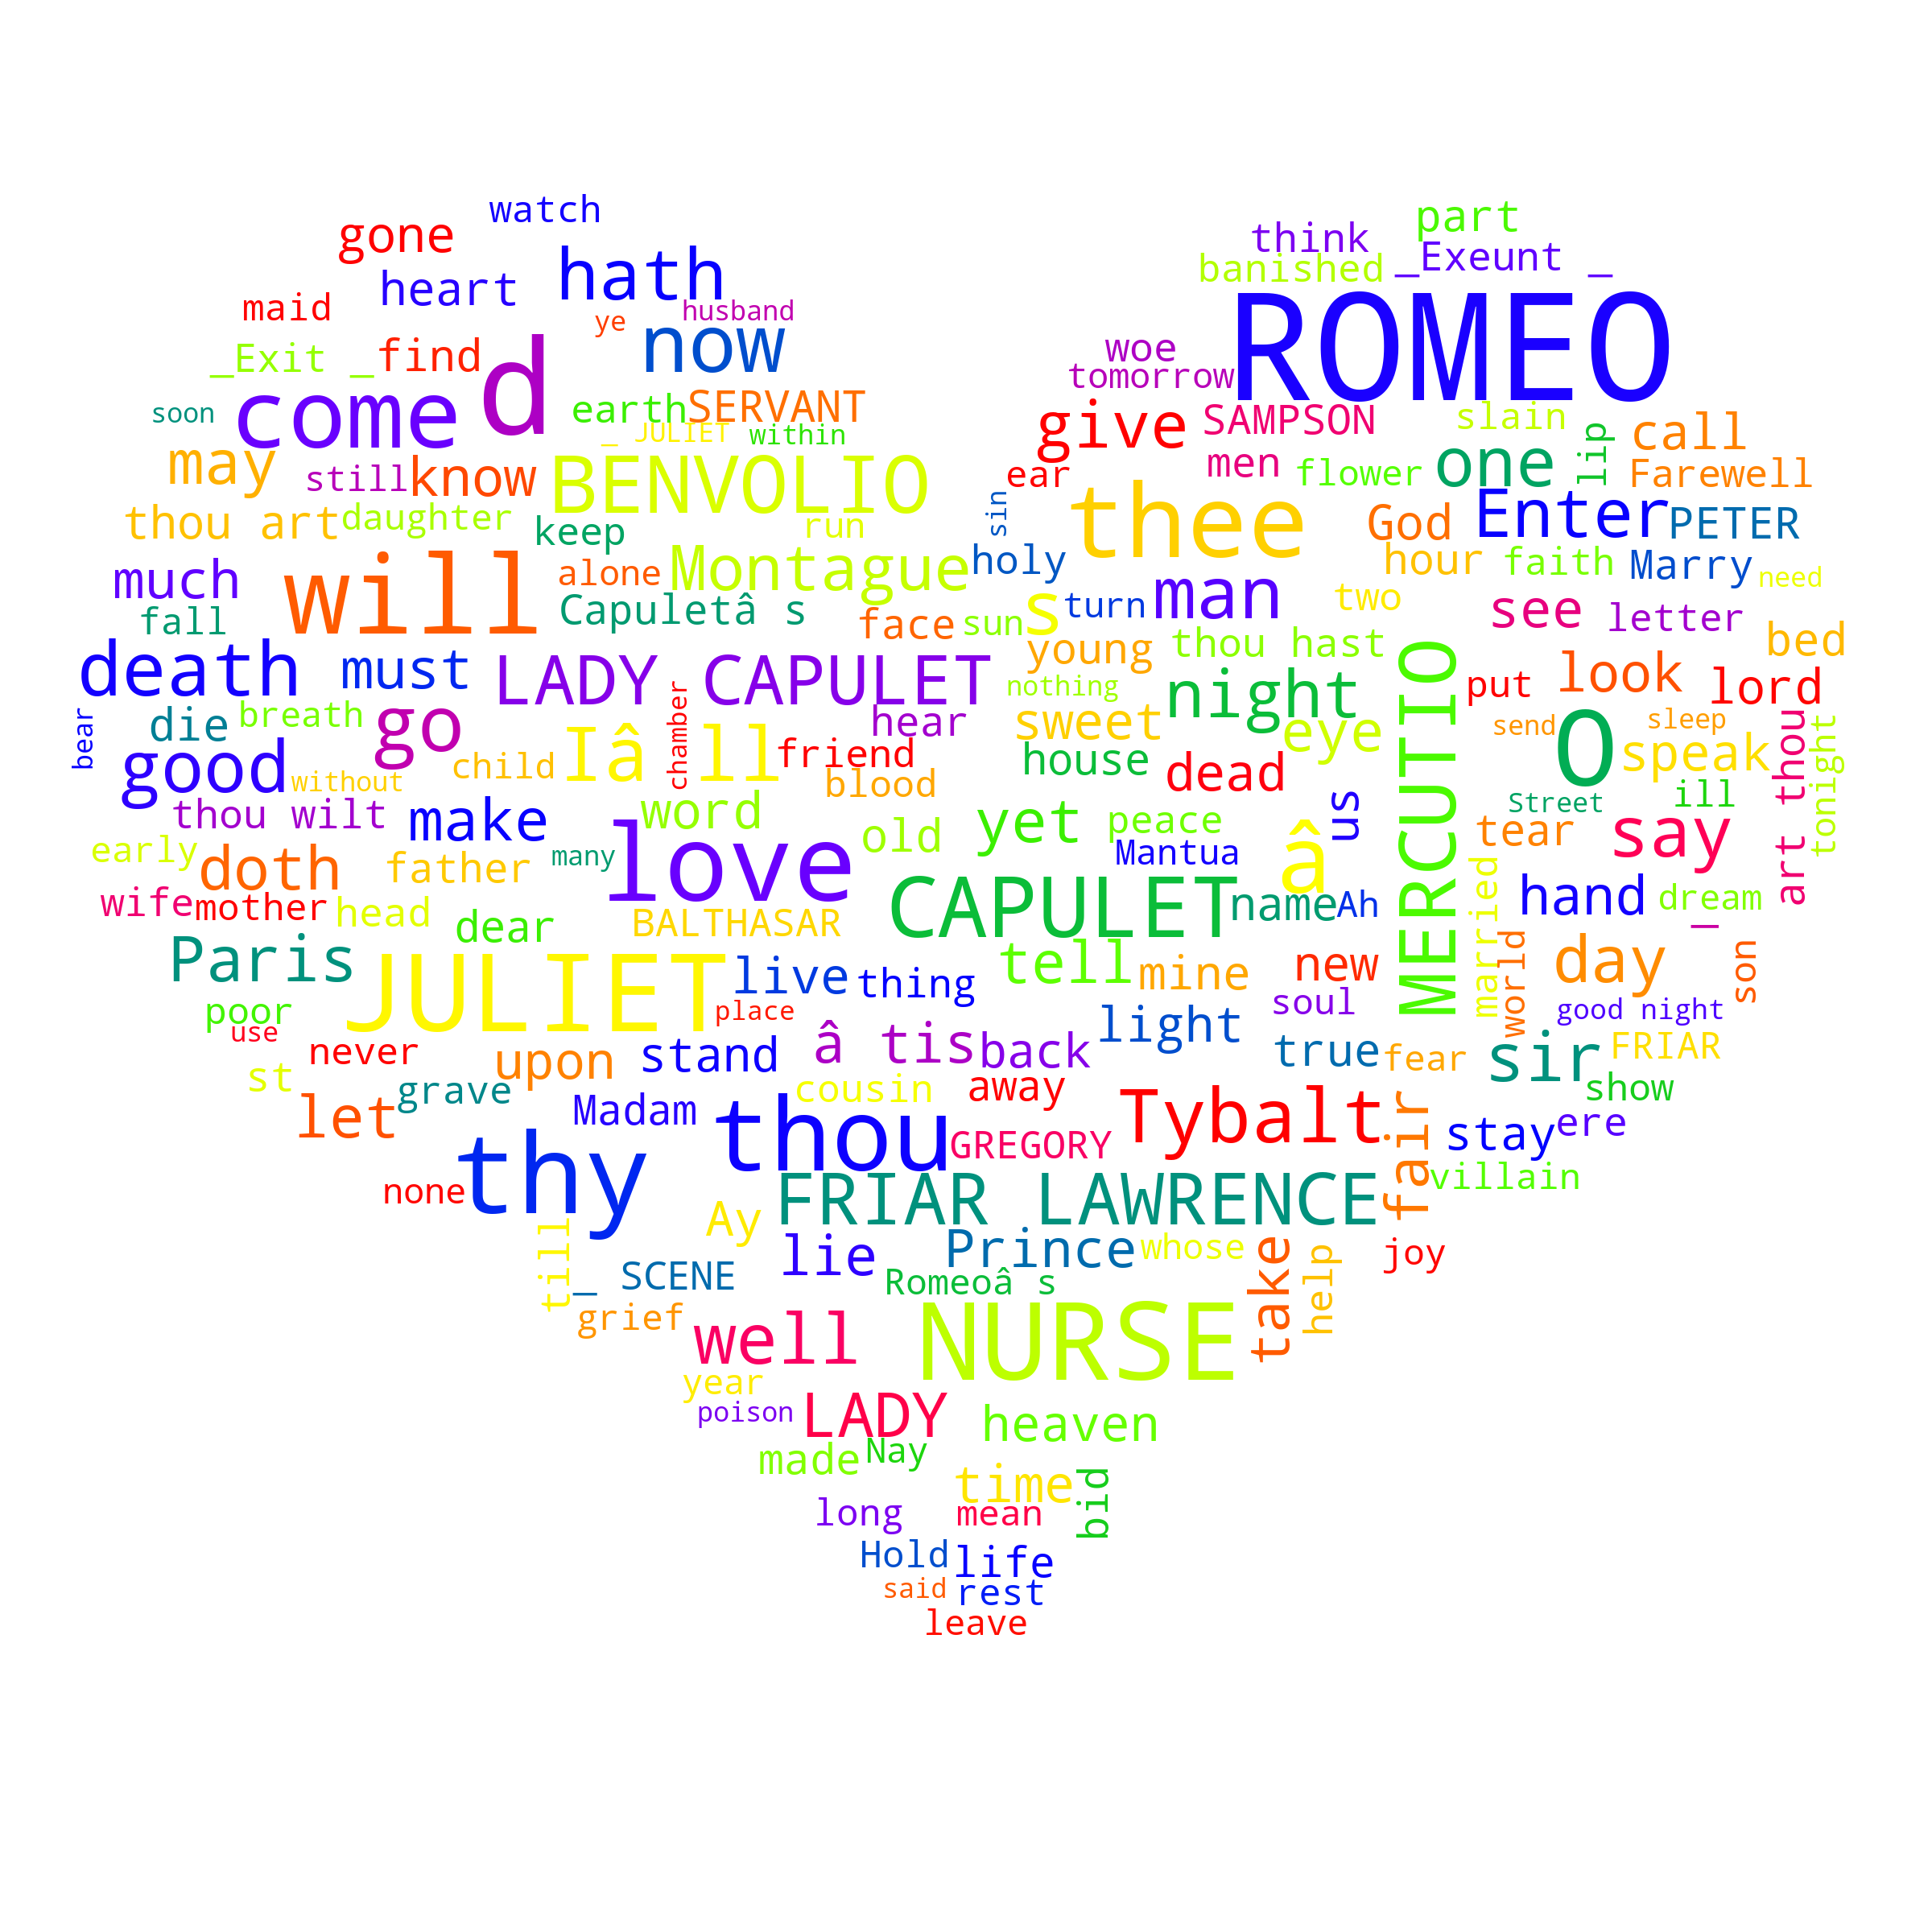 watch
gone
hath
heart
maid
husband
ye
now
_Exit _
find
d
soon
come
earth
SERVANT
_ JULIET
within
may
still
know
BENVOLIO
thou art
daughter
keep
run
much
will
alone
Montague
fall
Capuletâ s
face
sun
death
must
LADY CAPULET
bear
die
breath
go
chamber
hear
good
without
child
Iâ ll
friend
blood
thou wilt
make
word
old
early
doth
father
many
love
wife
mother
head
dear
BALTHASAR
CAPULET
Paris
JULIET
live
thing
place
poor
use
never
upon
stand
â tis
back
st
grave
cousin
away
let
Madam
thou
GREGORY
Tybalt
none
thy
Ay
FRIAR LAWRENCE
till
_ SCENE
lie
Prince
whose
Romeoâ s
grief
think
part
banished
_Exeunt _
ROMEO
woe
tomorrow
give
SAMPSON
slain
call
ear
men
flower
one
lip
Farewell
sin
thee
God
Enter
PETER
holy
hour
faith
Marry
need
s
turn
man
two
see
letter
young
thou hast
bed
nothing
night
MERCUTIO
put
look
lord
sweet
eye
send
O
sleep
house
dead
speak
art thou
tonight
yet
peace
us
Street
ill
Mantua
â
tear
say
name
Ah
married
hand
dream
_
tell
mine
new
world
day
son
soul
good night
light
true
fear
sir
FRIAR
show
fair
stay
ere
villain
take
help
joy
well
NURSE
year
poison
LADY
heaven
made
Nay
time
bid
long
mean
Hold
life
said
rest
leave